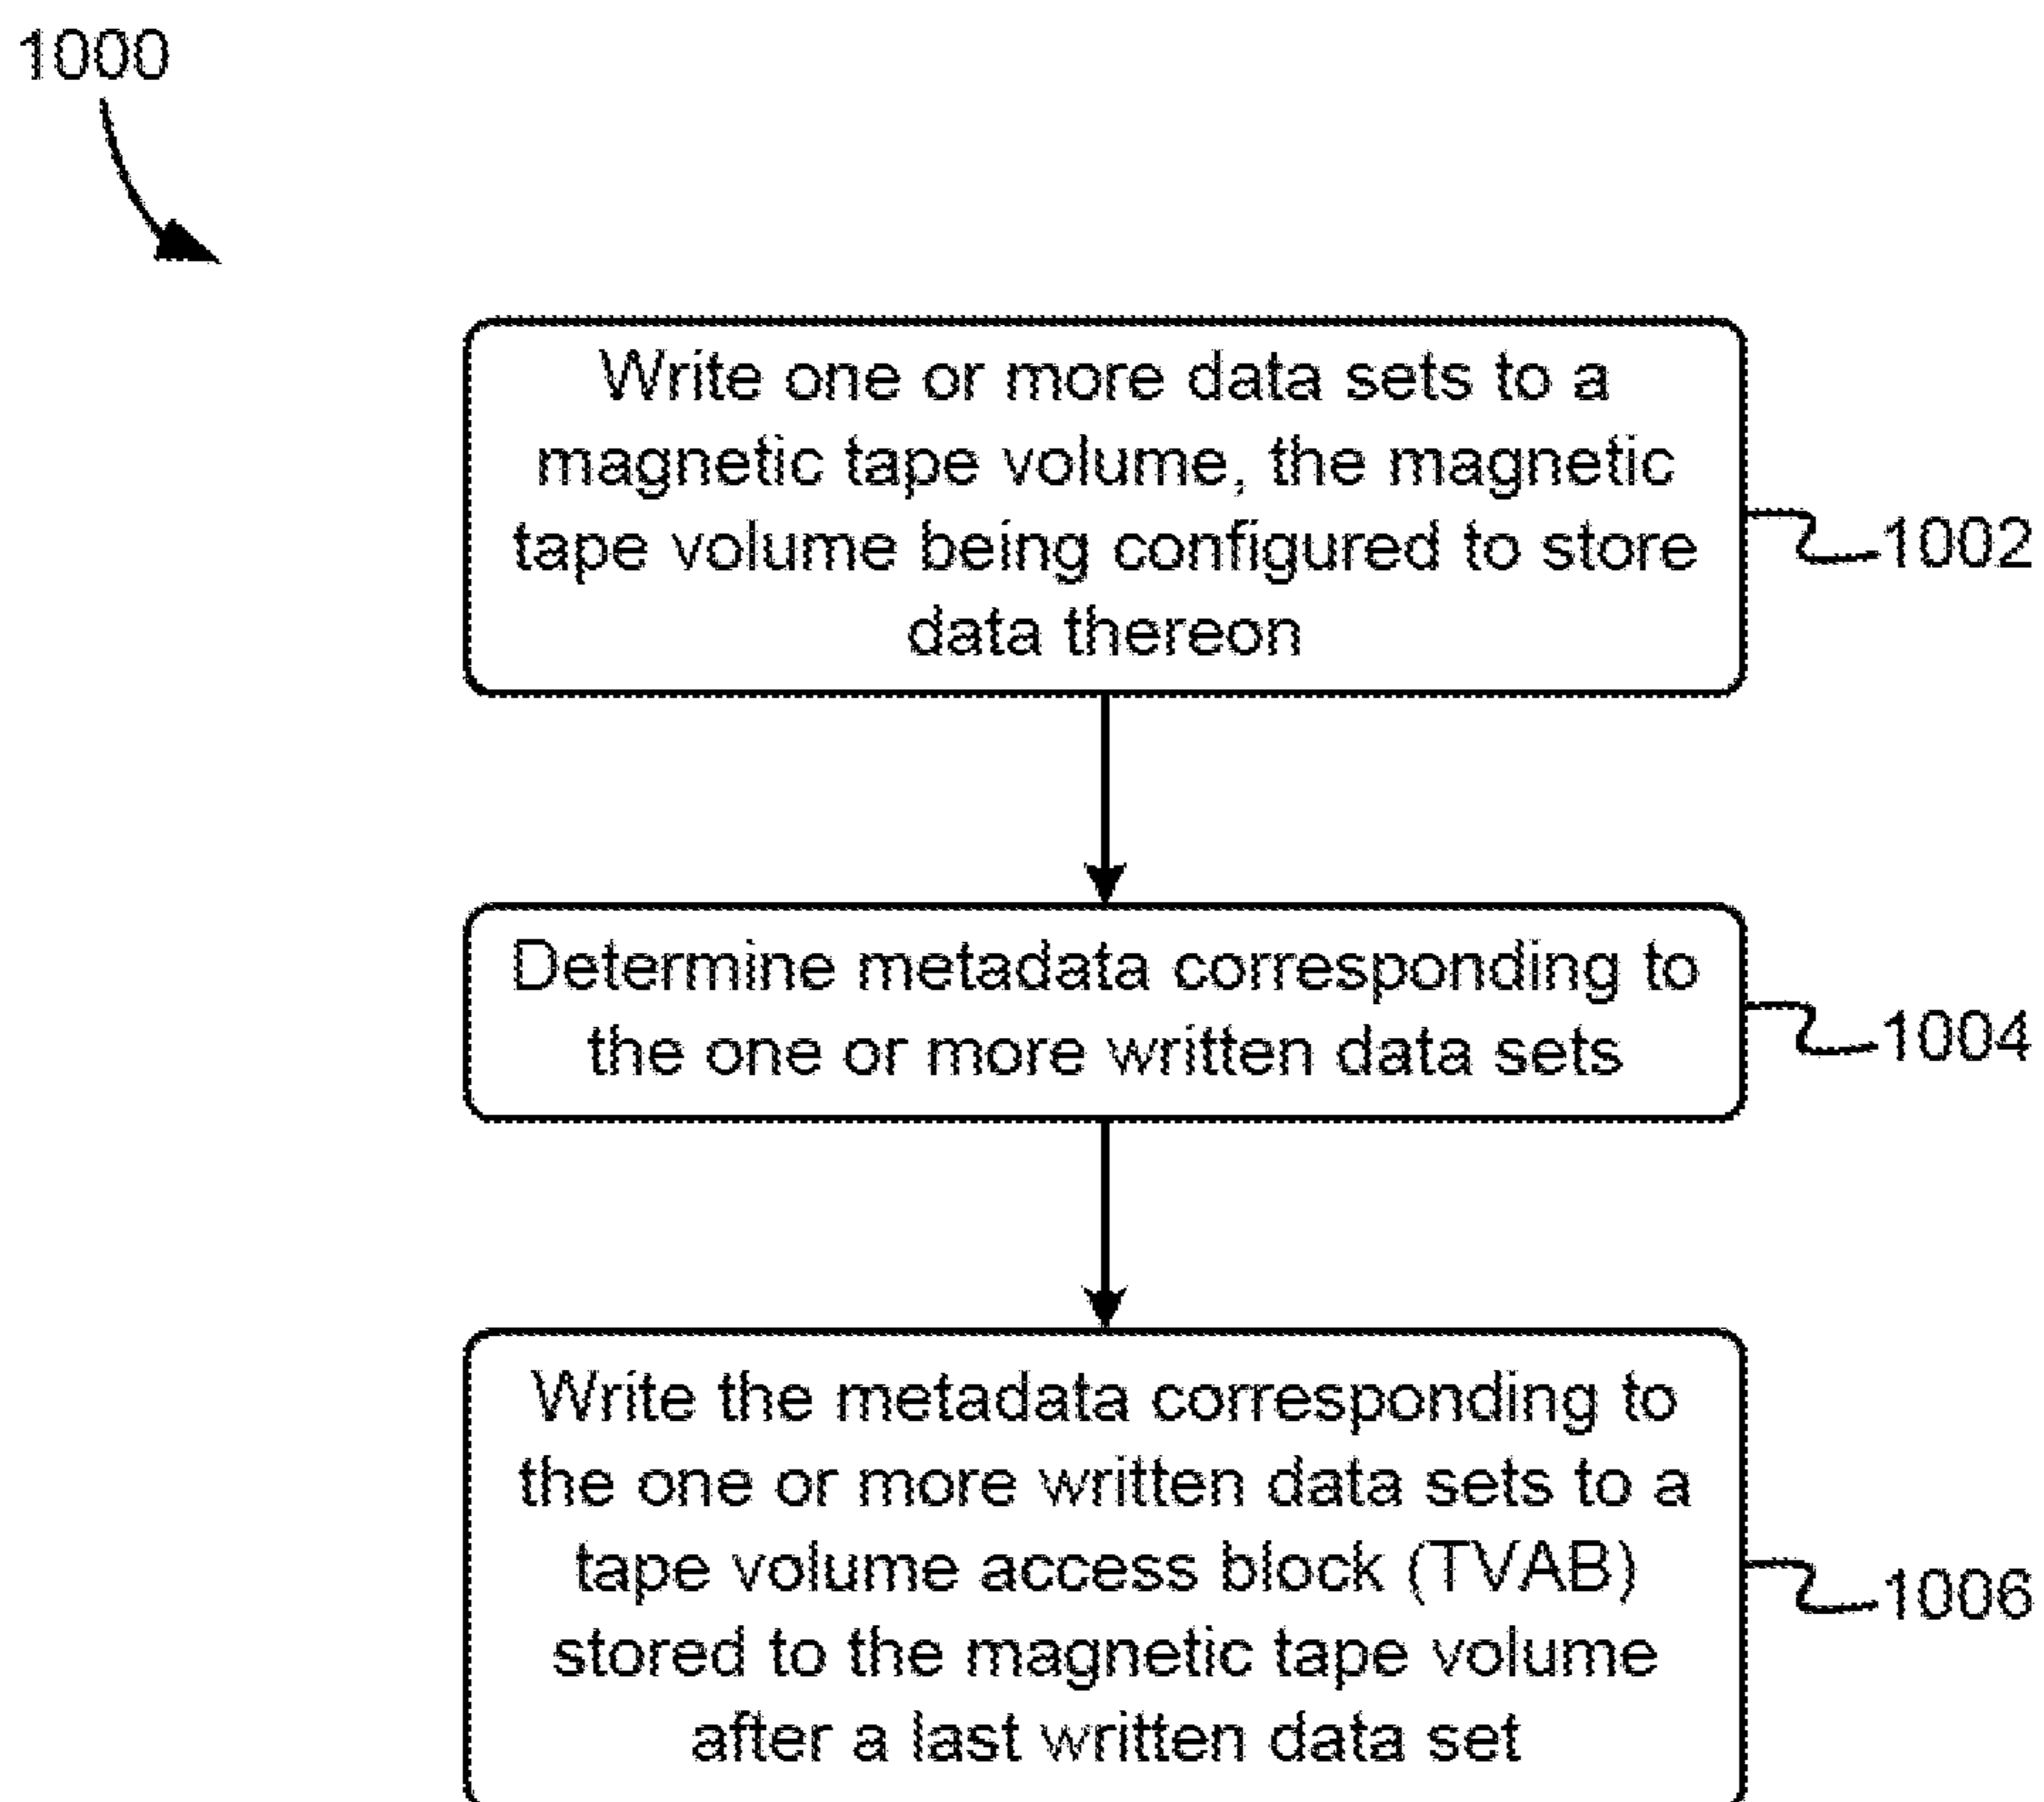 1000
Write one or more data sets to a
magnetic tape volume, the magnetic
tape volume being configured to store
data thereon
1002
Determine metadata corresponding to
the one or more written data sets
1004
Write the metadata corresponding to
the one or more written data sets to a
tape volume access block (TVAB)
stored to the magnetic tape volume
after a last written data set
1006